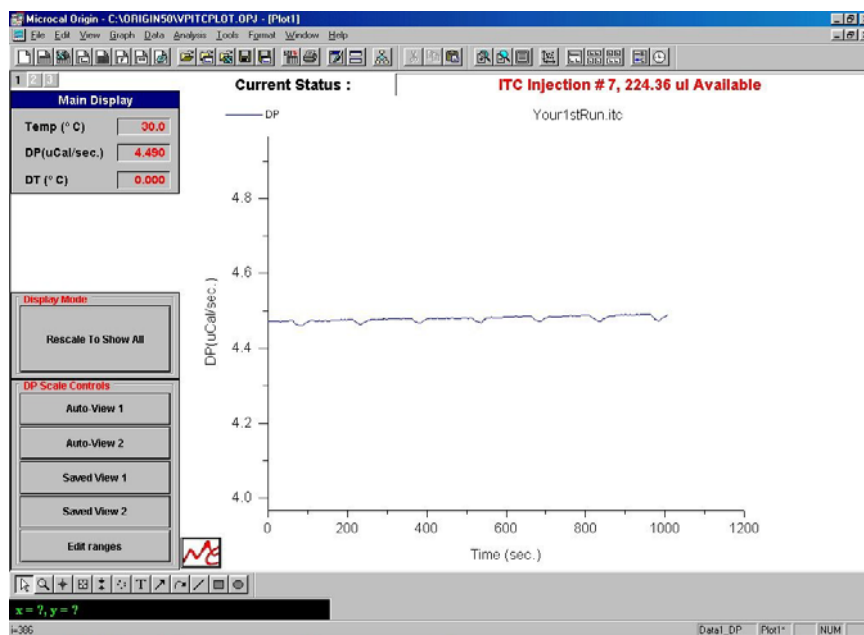 Microcal Origin - C:\ORIGIN50\VPITCPLOT.OPJ - [Plot1]
File Edit View Graph Data Analysis Tools Format Window Help
1 2 3
Current Status :
ITC Injection # 7, 224.36 ul Available
Main Display
Temp (° C) 30.0
DP(uCal/sec.) 4.490
DT (° C) 0.000
DP
Your1stRun.itc
4.8
4.6
4.4
4.2
4.0
DP(uCal/sec.)
0 200 400 600 800 1000 1200
Time (sec.)
Display Mode
Rescale To Show All
DP Scale Controls
Auto-View 1
Auto-View 2
Saved View 1
Saved View 2
Edit ranges
T
x = ?, y = ?
i=386
Data1_DP Plot1* NUM